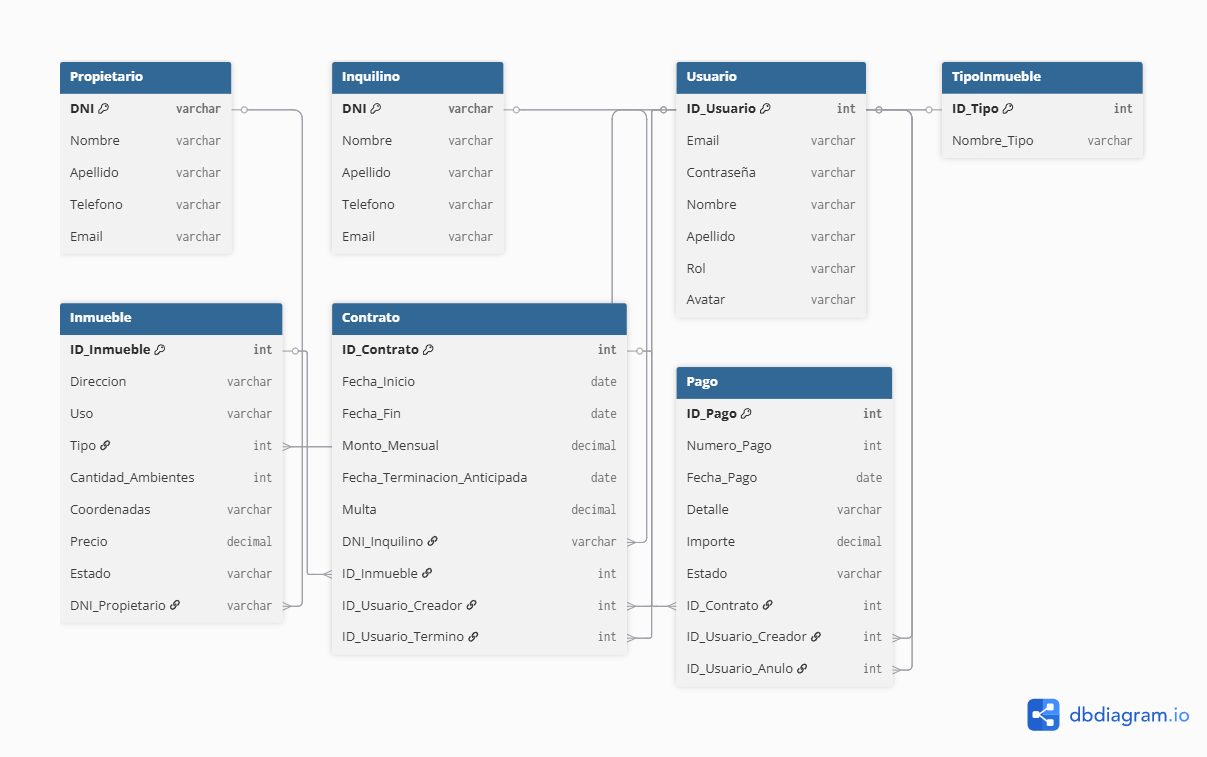 Propietario
DNI varchar
Nombre varchar
Apellido varchar
Telefono varchar
Email varchar
Inquilino
DNI varchar
Nombre varchar
Apellido varchar
Telefono varchar
Email varchar
Usuario
ID_Usuario int
Email varchar
Contraseña varchar
Nombre varchar
Apellido varchar
Rol varchar
Avatar varchar
TipoInmueble
ID_Tipo int
Nombre_Tipo varchar
Inmueble
ID_Inmueble int
Direccion varchar
Uso varchar
Tipo int
Cantidad_Ambientes int
Coordenadas varchar
Precio decimal
Estado varchar
DNI_Propietario varchar
Contrato
ID_Contrato int
Fecha_Inicio date
Fecha_Fin date
Monto_Mensual decimal
Fecha_Terminacion_Anticipada date
Multa decimal
DNI_Inquilino varchar
ID_Inmueble int
ID_Usuario_Creador int
ID_Usuario_Termino int
Pago
ID_Pago int
Numero_Pago int
Fecha_Pago date
Detalle varchar
Importe decimal
Estado varchar
ID_Contrato int
ID_Usuario_Creador int
ID_Usuario_Anulo int
dbdiagram.io